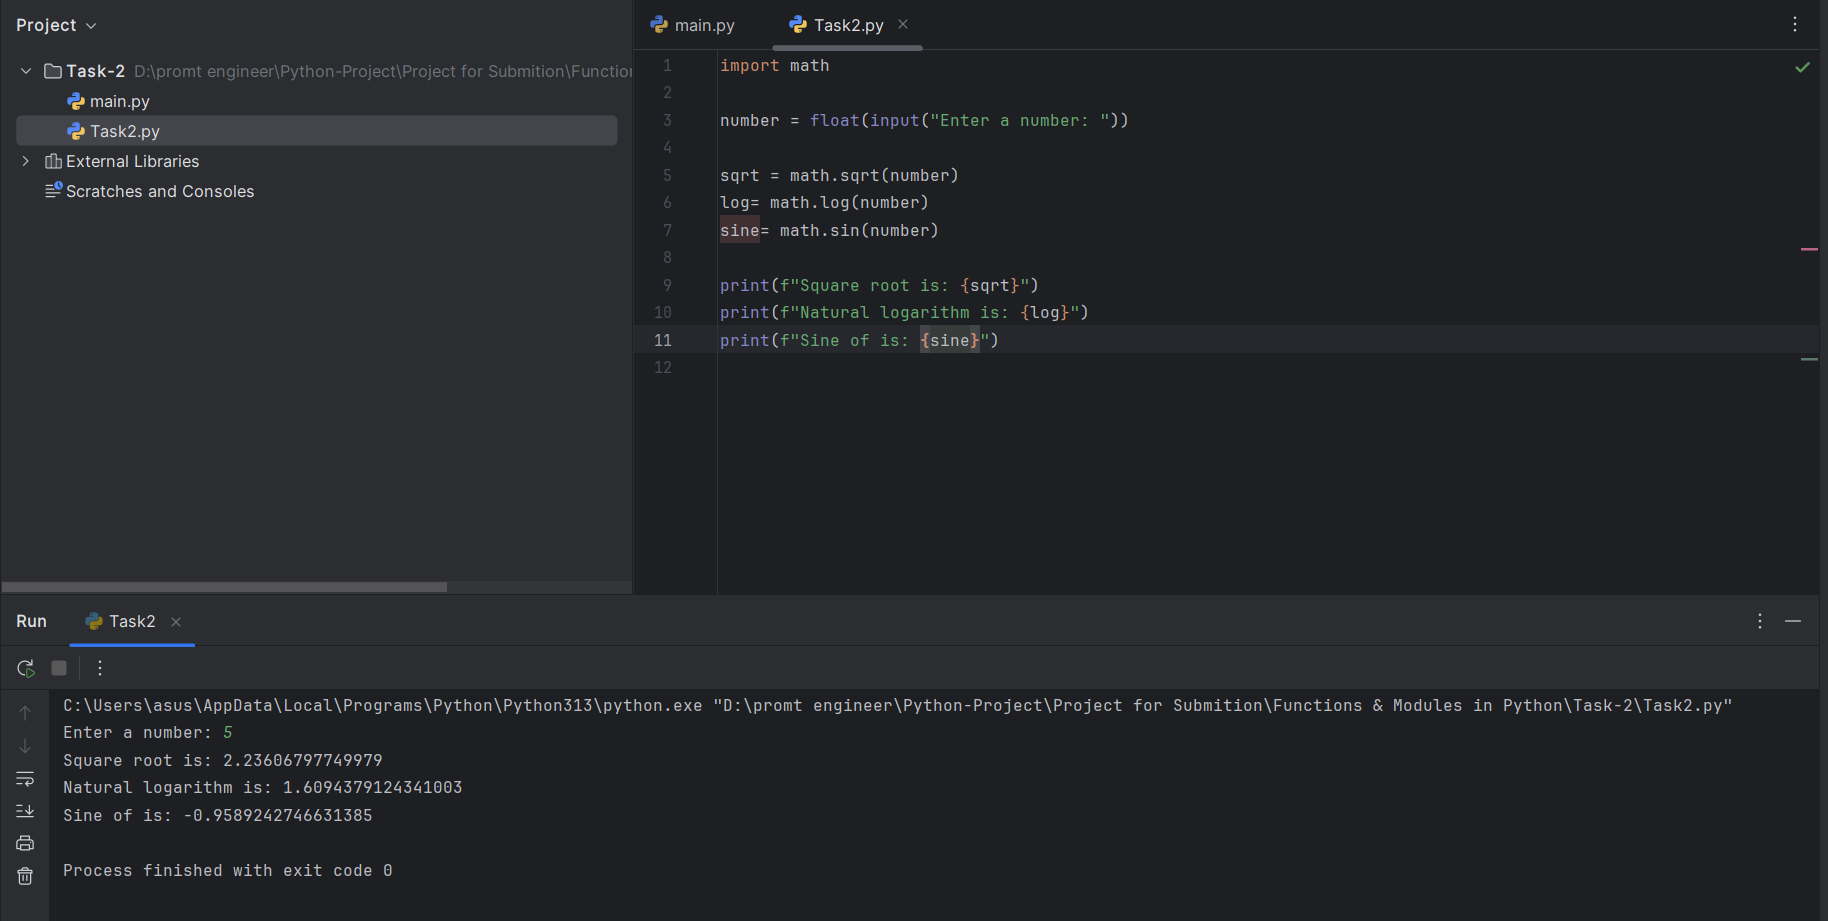 Project
Task-2 D:\promt engineer\Python-Project\Project for Submition\Function
main.py
Task2.py
External Libraries
Scratches and Consoles
main.py Task2.py
1 import math
2
3 number = float(input("Enter a number: "))
4
5 sqrt = math.sqrt(number)
6 log= math.log(number)
7 sine= math.sin(number)
8
9 print(f"Square root is: {sqrt}")
10 print(f"Natural logarithm is: {log}")
11 print(f"Sine of is: {sine}")
12
Run Task2
C:\Users\asus\AppData\Local\Programs\Python\Python313\python.exe "D:\promt engineer\Python-Project\Project for Submition\Functions & Modules in Python\Task-2\Task2.py"
Enter a number: 5
Square root is: 2.23606797749979
Natural logarithm is: 1.6094379124341003
Sine of is: -0.9589242746631385
Process finished with exit code 0